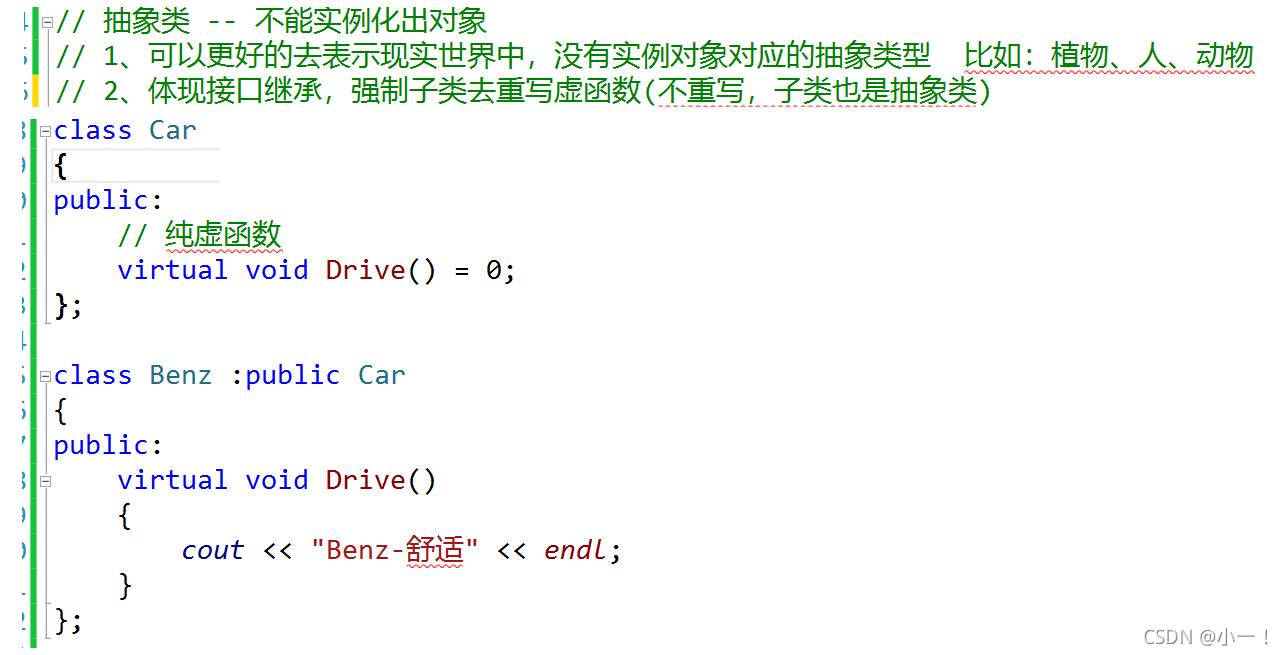 // 抽象类 -- 不能实例化出对象
// 1、可以更好的去表示现实世界中，没有实例对象对应的抽象类型  比如：植物、人、动物
// 2、体现接口继承，强制子类去重写虚函数(不重写，子类也是抽象类)
class Car
{
public:
    // 纯虚函数
    virtual void Drive() = 0;
};
class Benz :public Car
{
public:
    virtual void Drive()
    {
        cout << "Benz-舒适" << endl;
    }
};
CSDN @小一！